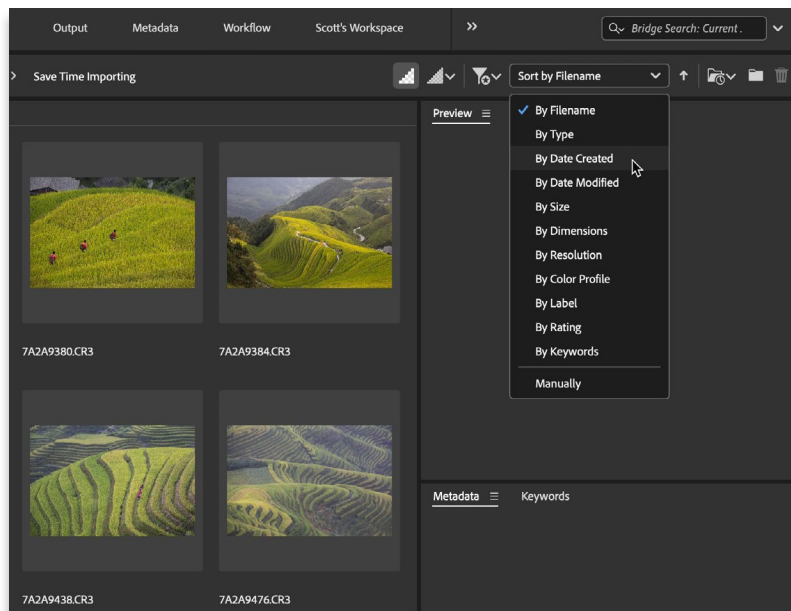 Output Metadata Workflow Scott's Workspace
Bridge Search: Current .
Save Time Importing
Sort by Filename
Preview
By Filename
By Type
By Date Created
By Date Modified
By Size
By Dimensions
By Resolution
By Color Profile
By Label
By Rating
By Keywords
Manually
7A2A9380.CR3 7A2A9384.CR3
Metadata Keywords
7A2A9438.CR3 7A2A9476.CR3